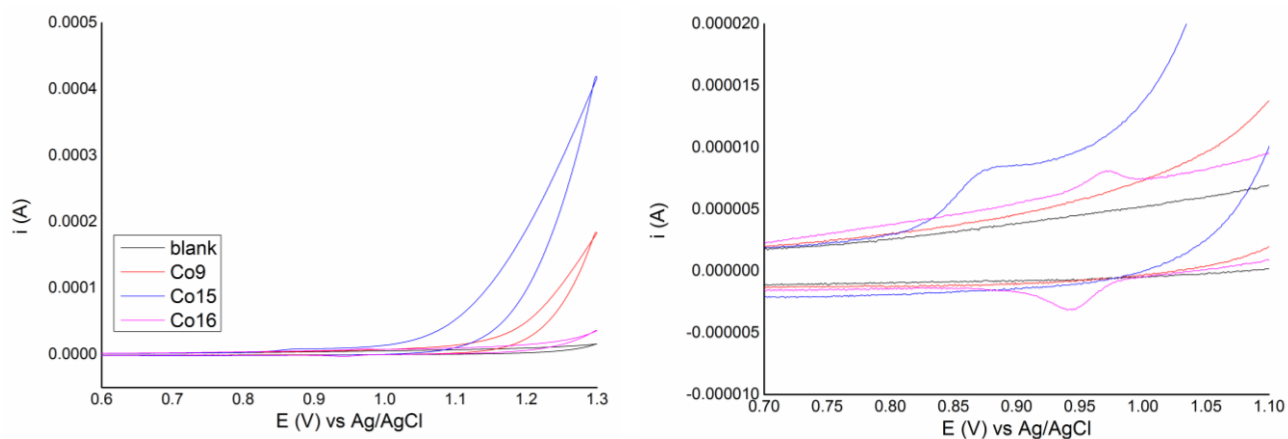 0.0005
0.0004
0.0003
0.0002
0.0001
0.0000
i (A)
blank
Co9
Co15
Co16
0.6 0.7 0.8 0.9 1.0 1.1 1.2 1.3
E (V) vs Ag/AgCl
0.000020
0.000015
0.000010
0.000005
0.000000
-0.000005
-0.000010
i (A)
0.70 0.75 0.80 0.85 0.90 0.95 1.00 1.05 1.10
E (V) vs Ag/AgCl